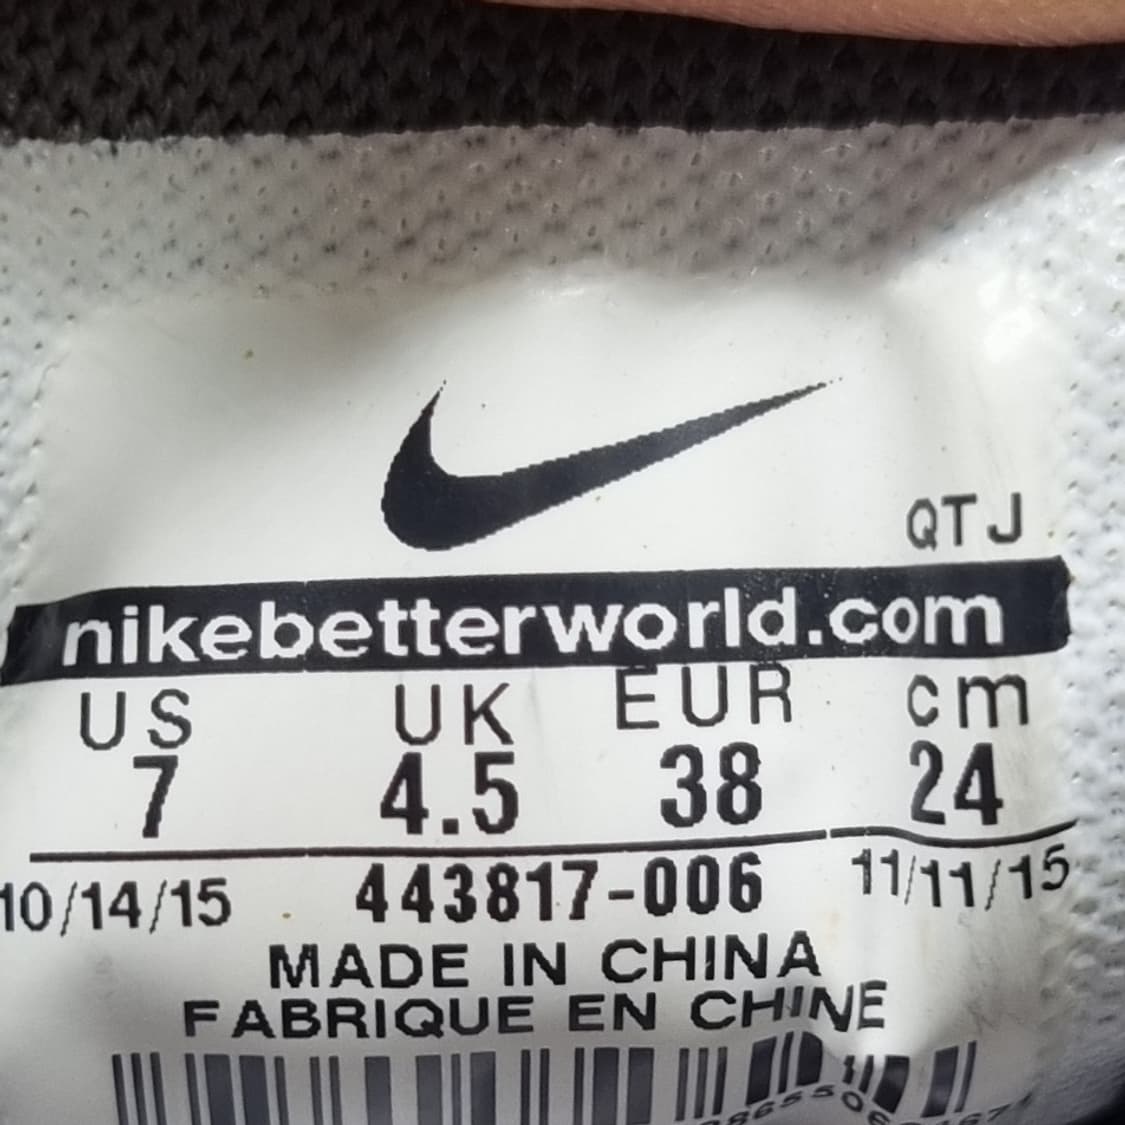 QTJ
nikebetterworld.com
US UK EUR cm
7 4.5 38 24
10/14/15 443817-006 11/11/15
MADE IN CHINA
FABRIQUE EN CHINE